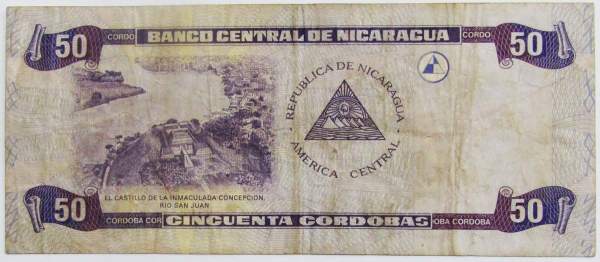 50 CORDO BANCO CENTRAL DE NICARAGUA CORDO 50
REPUBLICA DE NICARAGUA
AMERICA CENTRAL
EL CASTILLO DE LA INMACULADA CONCEPCION.
RIO SAN JUAN
50 CORDOBA COR CINCUENTA CORDOBAS OBA CORDOBA 50